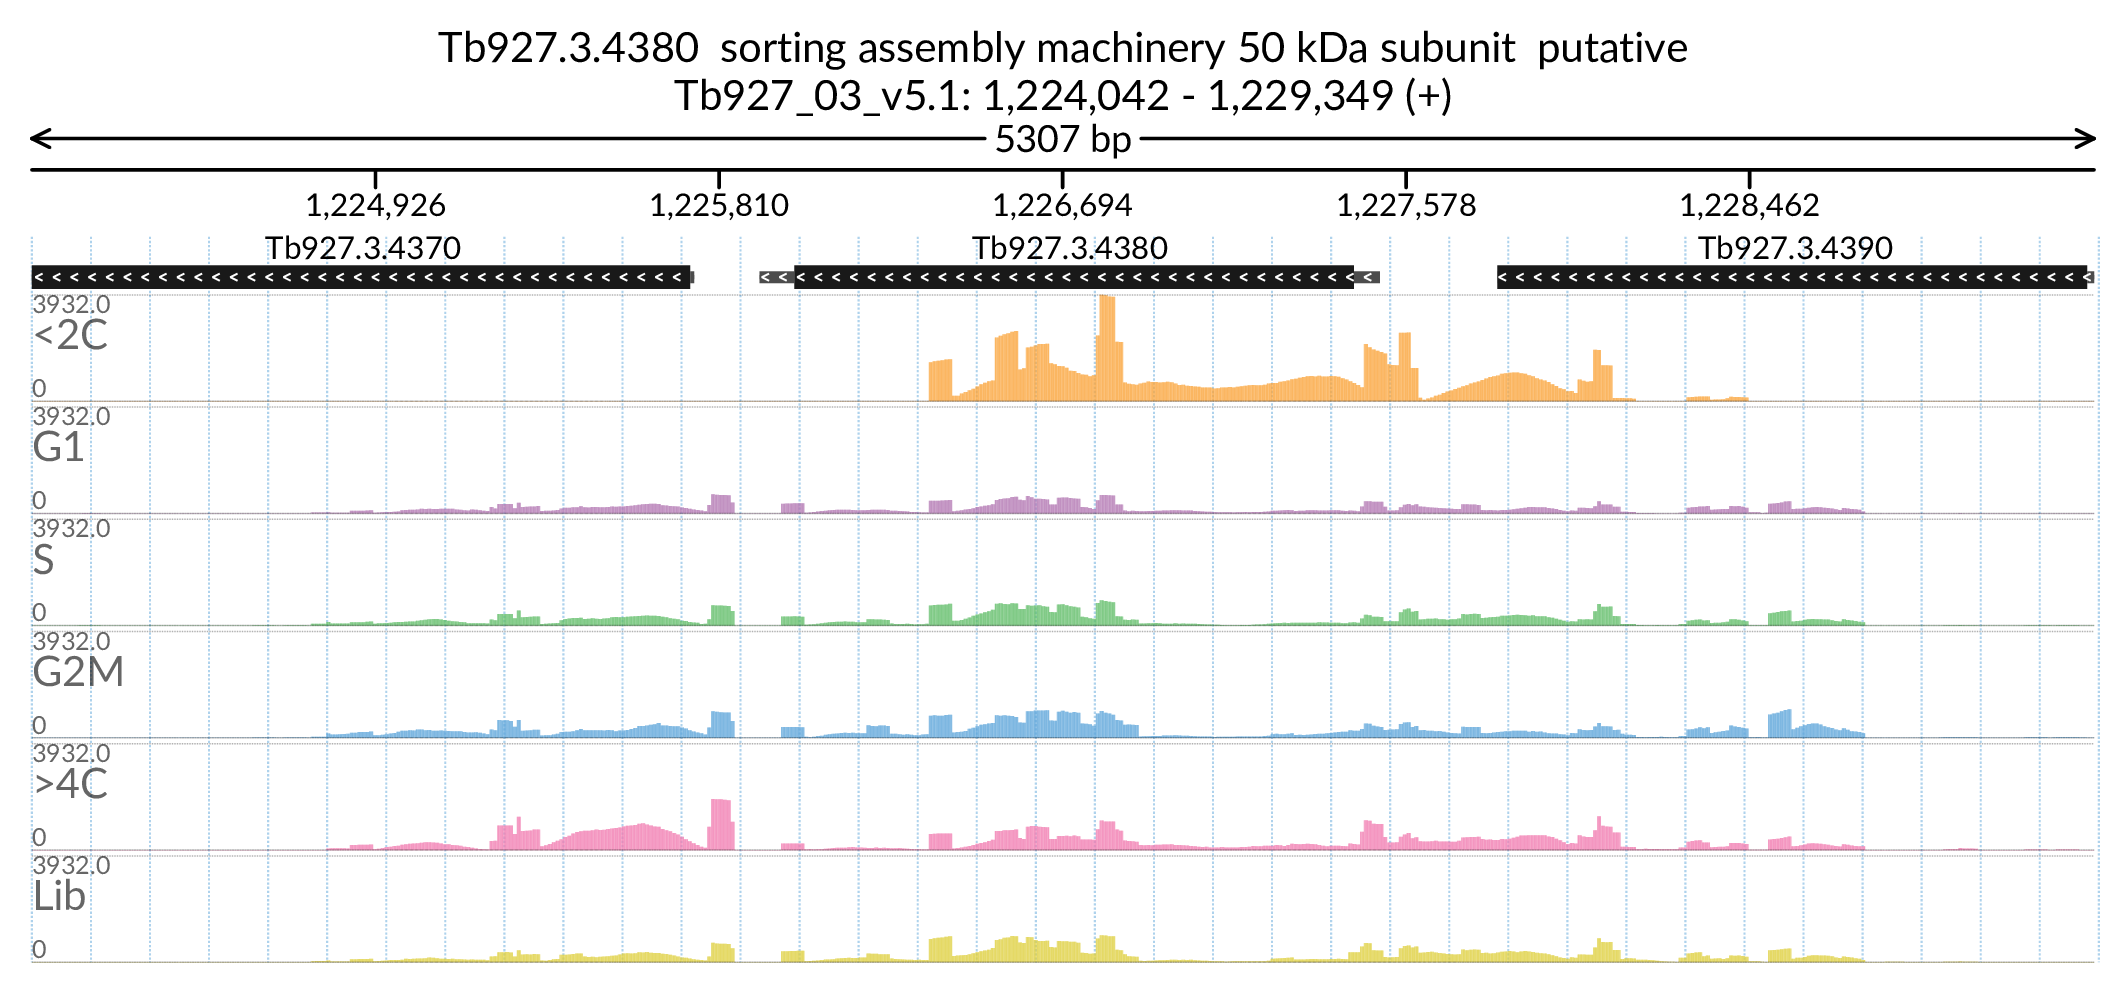 Tb927.3.4380  sorting assembly machinery 50 kDa subunit  putative
Tb927_03_v5.1: 1,224,042 - 1,229,349 (+)
5307 bp
1,224,926 1,225,810 1,226,694 1,227,578 1,228,462
Tb927.3.4370 Tb927.3.4380 Tb927.3.4390
3932.0
<2C
0
3932.0
G1
0
3932.0
S
0
3932.0
G2M
0
3932.0
>4C
0
3932.0
Lib
0